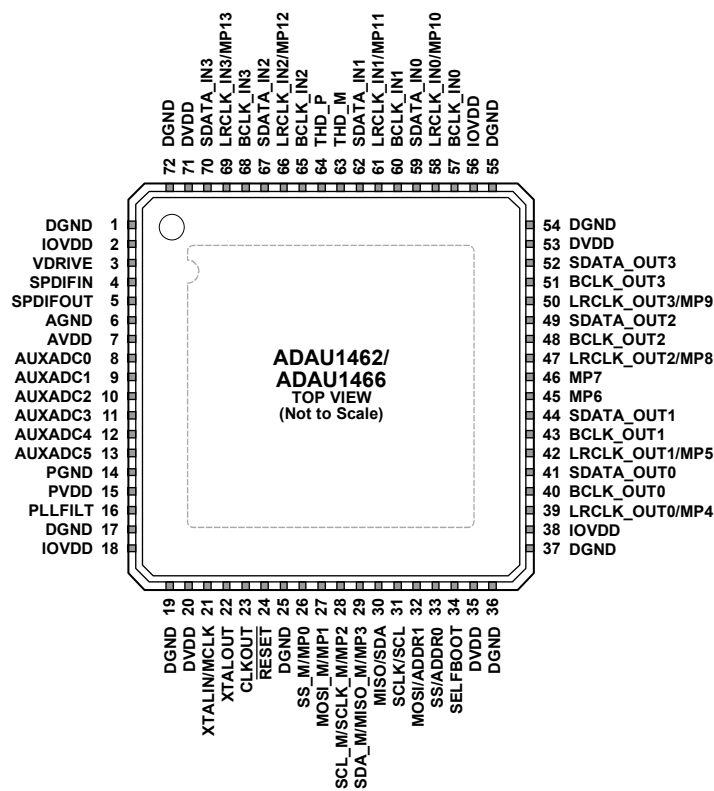 72 DGND
71 DVDD
70 SDATA_IN3
69 LRCLK_IN3/MP13
68 BCLK_IN3
67 SDATA_IN2
66 LRCLK_IN2/MP12
65 BCLK_IN2
64 THD_P
63 THD_M
62 SDATA_IN1
61 LRCLK_IN1/MP11
60 BCLK_IN1
59 SDATA_IN0
58 LRCLK_IN0/MP10
57 BCLK_IN0
56 IOVDD
55 DGND
DGND 1
IOVDD 2
VDRIVE 3
SPDIFIN 4
SPDIFOUT 5
AGND 6
AVDD 7
AUXADC0 8
AUXADC1 9
AUXADC2 10
AUXADC3 11
AUXADC4 12
AUXADC5 13
PGND 14
PVDD 15
PLLFILT 16
DGND 17
IOVDD 18
ADAU1462/
ADAU1466
TOP VIEW
(Not to Scale)
54 DGND
53 DVDD
52 SDATA_OUT3
51 BCLK_OUT3
50 LRCLK_OUT3/MP9
49 SDATA_OUT2
48 BCLK_OUT2
47 LRCLK_OUT2/MP8
46 MP7
45 MP6
44 SDATA_OUT1
43 BCLK_OUT1
42 LRCLK_OUT1/MP5
41 SDATA_OUT0
40 BCLK_OUT0
39 LRCLK_OUT0/MP4
38 IOVDD
37 DGND
DGND 19
DVDD 20
XTALIN/MCLK 21
XTALOUT 22
CLKOUT 23
RESET 24
DGND 25
SS_M/MP0 26
MOSI_M/MP1 27
SCL_M/SCLK_M/MP2 28
SDA_M/MISO_M/MP3 29
MISO/SDA 30
SCLK/SCL 31
MOSI/ADDR1 32
SS/ADDR0 33
SELFBOOT 34
DVDD 35
DGND 36